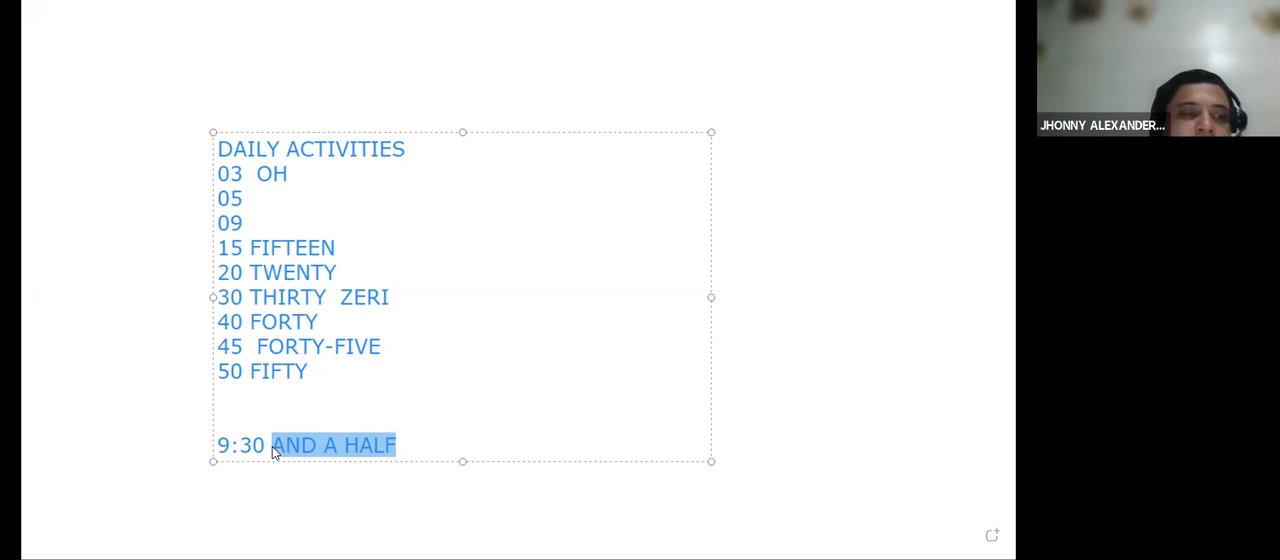 DAILY ACTIVITIES
03 OH
05
09
15 FIFTEEN
20 TWENTY
30 THIRTY ZERI
40 FORTY
45 FORTY-FIVE
50 FIFTY
9:30 AND A HALF
JHONNY ALEXANDER...